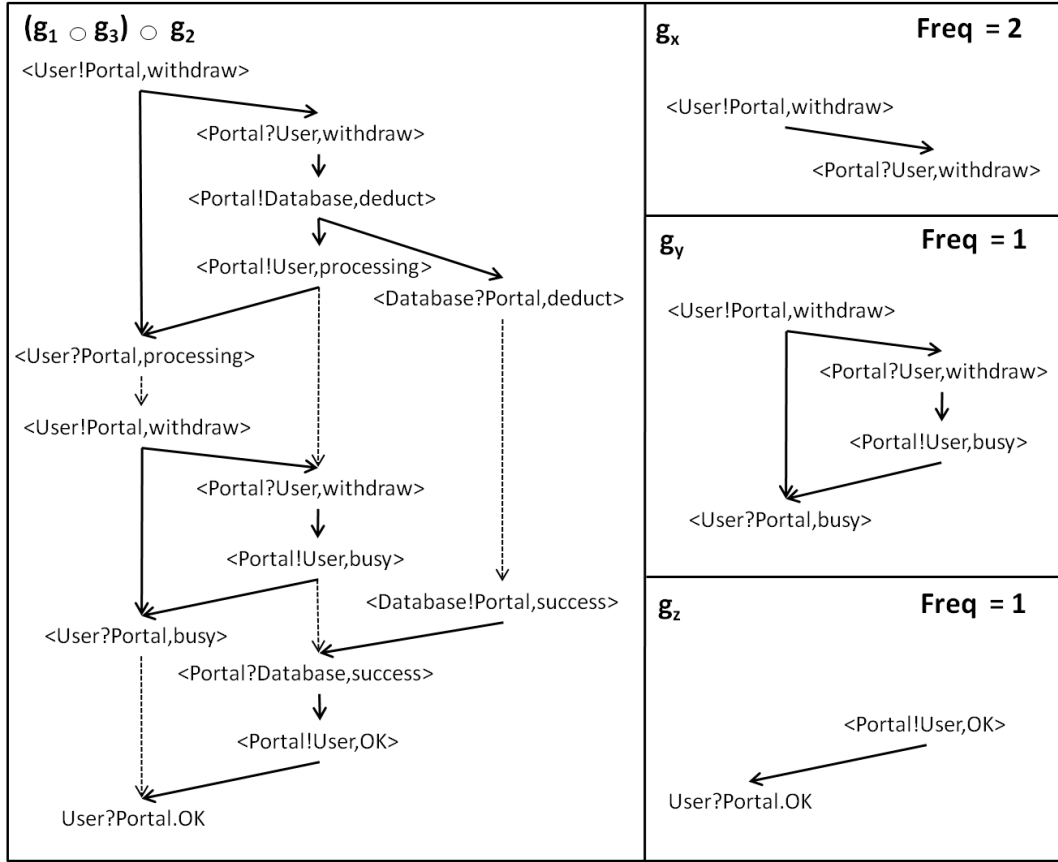 (g1 ○ g3) ○ g2
<User!Portal,withdraw>
<Portal?User,withdraw>
<Portal!Database,deduct>
<Portal!User,processing>
<Database?Portal,deduct>
<User?Portal,processing>
<User!Portal,withdraw>
<Portal?User,withdraw>
<Portal!User,busy>
<Database!Portal,success>
<User?Portal,busy>
<Portal?Database,success>
<Portal!User,OK>
User?Portal.OK
gx Freq = 2
<User!Portal,withdraw>
<Portal?User,withdraw>
gy Freq = 1
<User!Portal,withdraw>
<Portal?User,withdraw>
<Portal!User,busy>
<User?Portal,busy>
gz Freq = 1
<Portal!User,OK>
User?Portal.OK